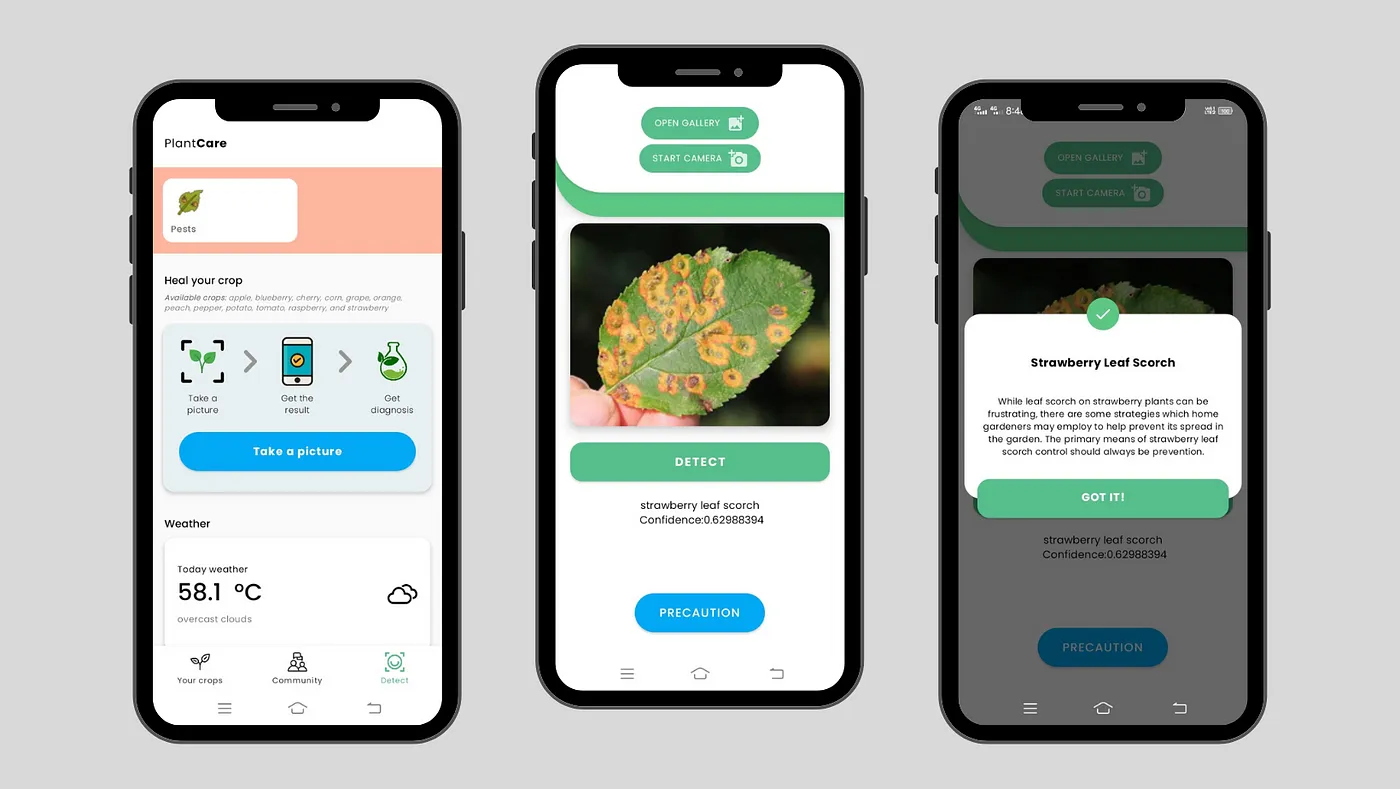 PlantCare
Pests
Heal your crop
Available crops: apple, blueberry, cherry, corn, grape, orange,
peach, pepper, potato, tomato, raspberry, and strawberry
Take a
picture
Get the
result
Get
diagnosis
Take a picture
Weather
Today weather
58.1 °C
overcast clouds
Your crops
Community
Detect
OPEN GALLERY
START CAMERA
DETECT
strawberry leaf scorch
Confidence:0.62988394
PRECAUTION
4G 4G 8:4
OPEN GALLERY
START CAMERA
Strawberry Leaf Scorch
While leaf scorch on strawberry plants can be
frustrating, there are some strategies which home
gardeners may employ to help prevent its spread in
the garden. The primary means of strawberry leaf
scorch control should always be prevention.
GOT IT!
strawberry leaf scorch
Confidence:0.62988394
PRECAUTION